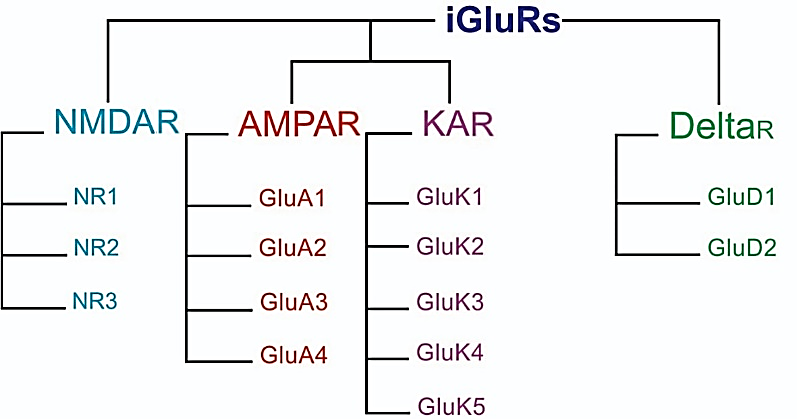 iGluRs
NMDAR AMPAR KAR DeltaR
NR1 GluA1 GluK1 GluD1
NR2 GluA2 GluK2 GluD2
NR3 GluA3 GluK3
GluA4 GluK4
GluK5